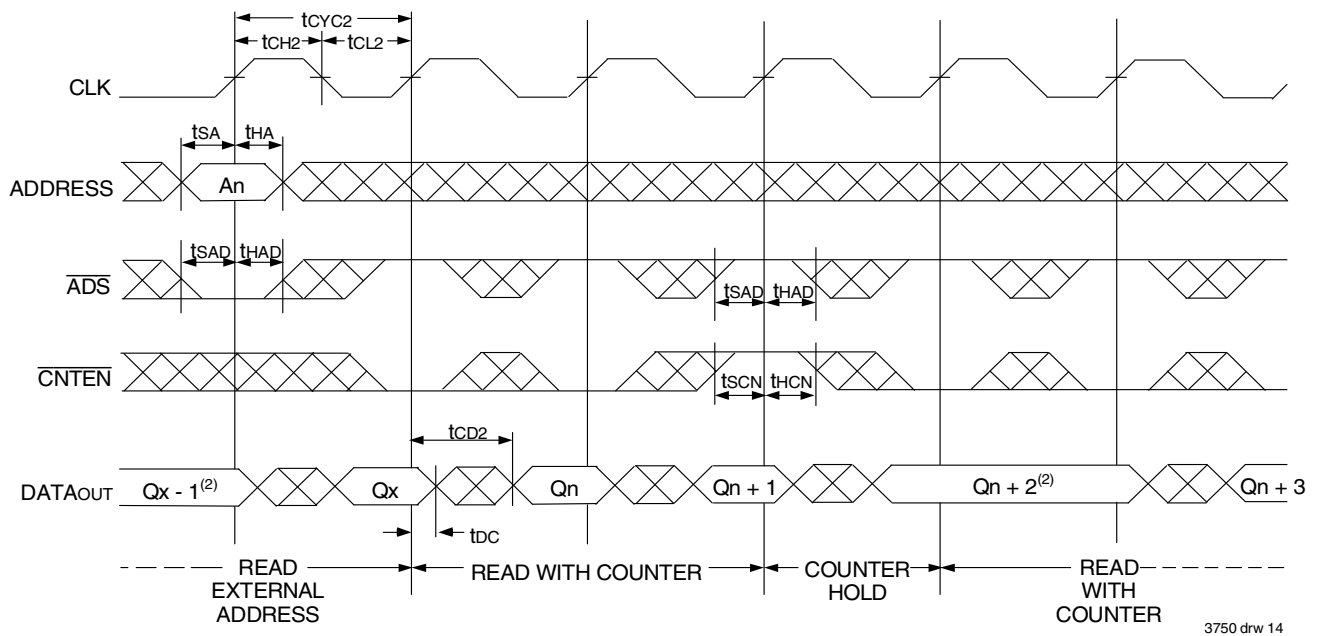 tCYC2
tCH2 tCL2
CLK
tSA tHA
ADDRESS An
tSAD tHAD
ADS
tSAD tHAD
CNTEN
tSCN tHCN
tCD2
DATAOUT Qx - 1(2) Qx Qn Qn + 1 Qn + 2(2) Qn + 3
tDC
READ EXTERNAL ADDRESS
READ WITH COUNTER
COUNTER HOLD
READ WITH COUNTER
3750 drw 14